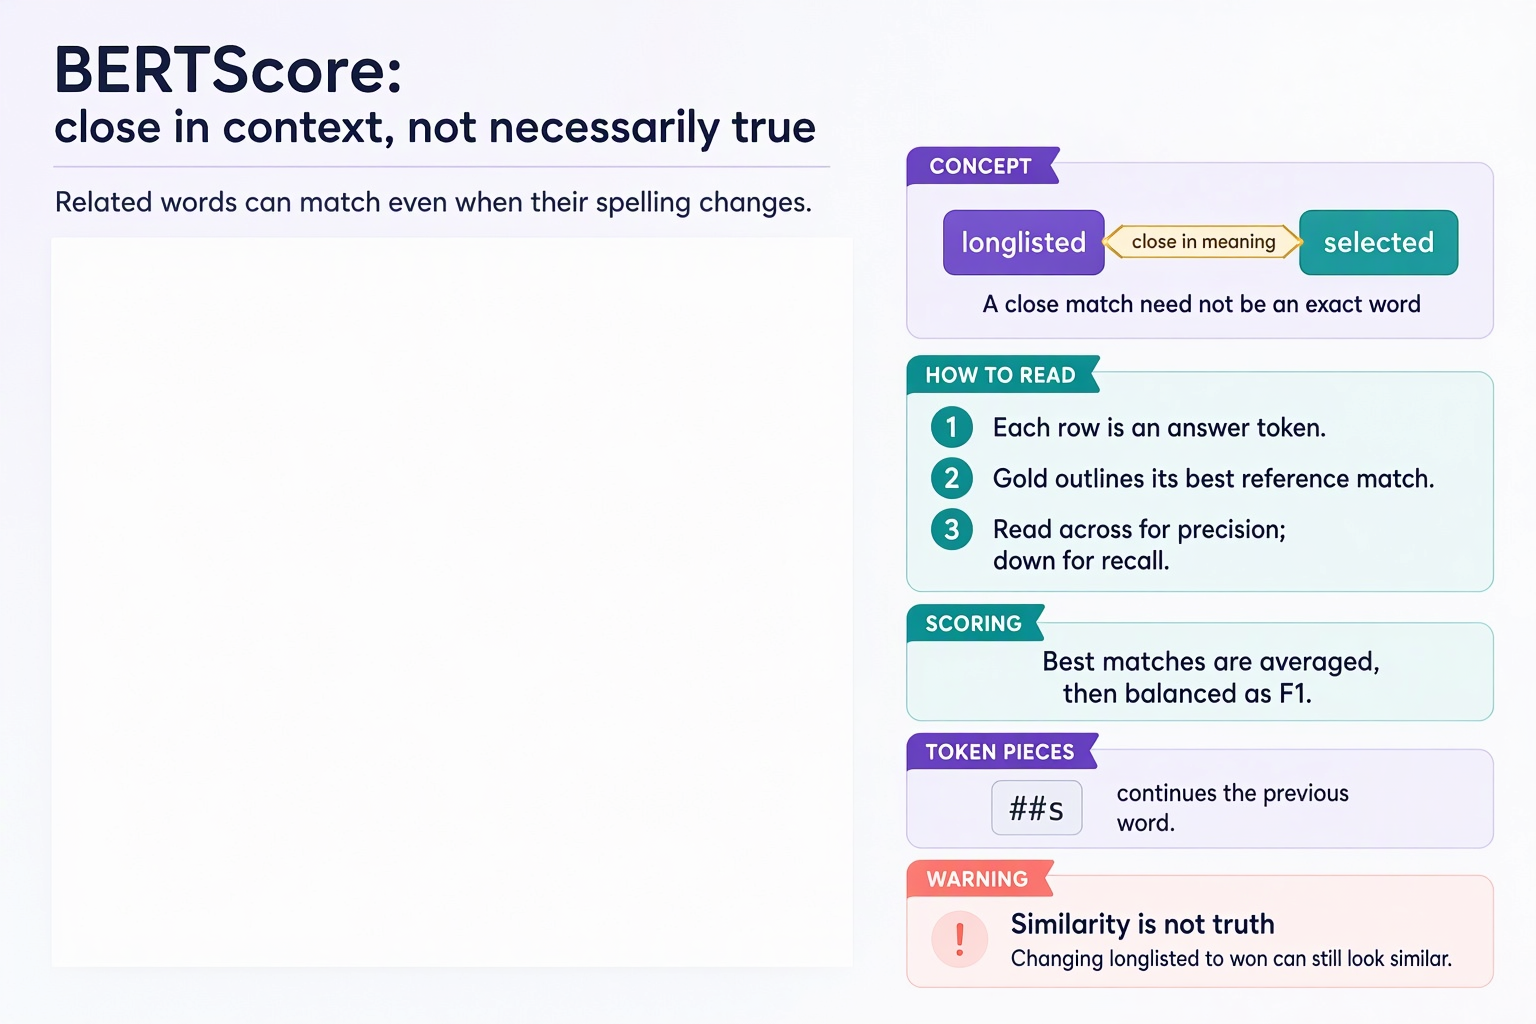 BERTScore:
close in context, not necessarily true
Related words can match even when their spelling changes.
CONCEPT
longlisted
close in meaning
selected
A close match need not be an exact word
HOW TO READ
1 Each row is an answer token.
2 Gold outlines its best reference match.
3 Read across for precision;
down for recall.
SCORING
Best matches are averaged,
then balanced as F1.
TOKEN PIECES
##s
continues the previous
word.
WARNING
!
Similarity is not truth
Changing longlisted to won can still look similar.